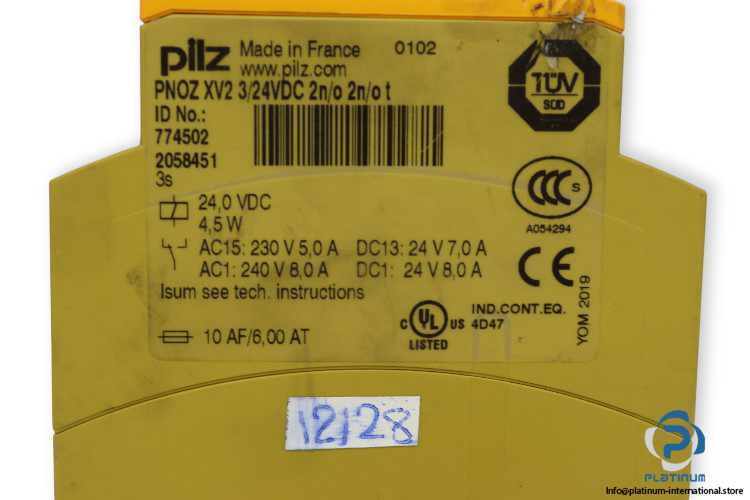 pilz Made in France 0102
www.pilz.com
PNOZ XV2 3/24VDC 2n/o 2n/o t
ID No.:
774502
2058451
3s
24,0 VDC
4,5 W
AC15: 230 V 5,0 A DC13: 24 V 7,0 A
AC1: 240 V 8,0 A DC1: 24 V 8,0 A
Isum see tech. instructions
10 AF/6,00 AT
TÜV
SÜD
CCC S
A054294
CE
YOM 2019
C UL US
LISTED
IND.CONT.EQ.
4D47
12128
PLATINUM
Info@platinum-international.store